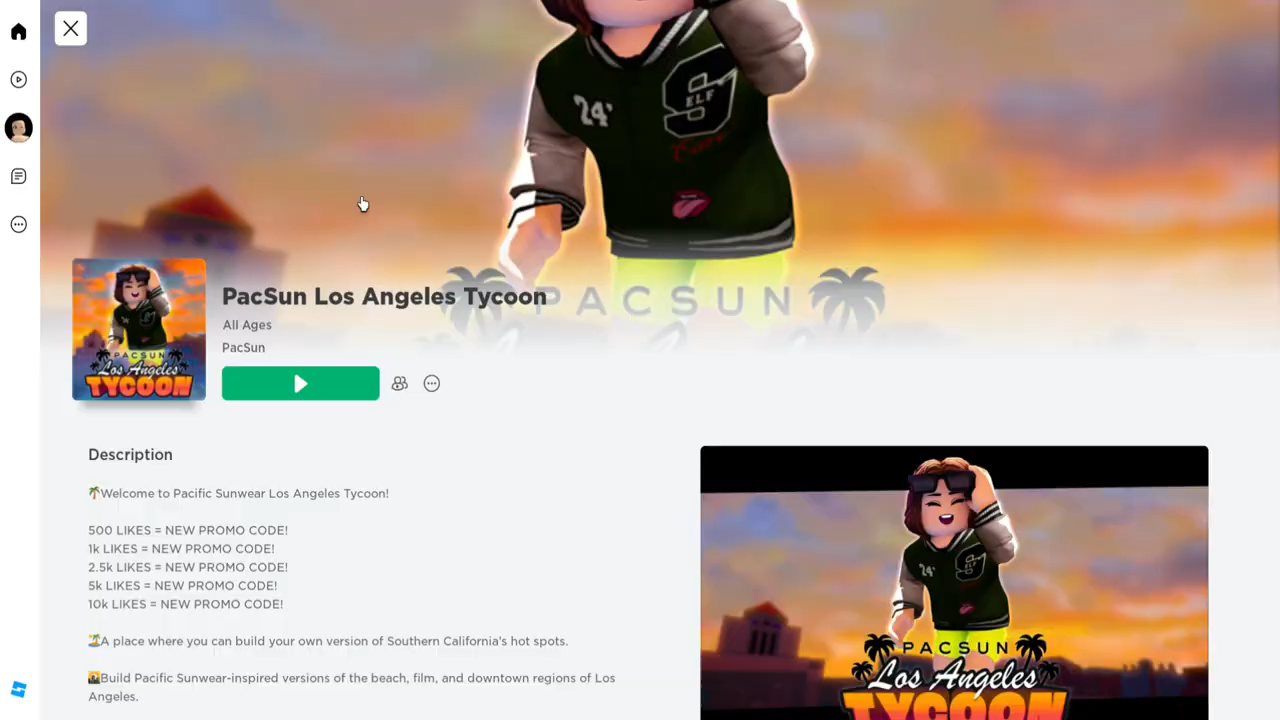 24'
S
ELF
PACSUN
PACSUN
Los Angeles
TYCOON
PacSun Los Angeles Tycoon
All Ages
PacSun
Description
🌴Welcome to Pacific Sunwear Los Angeles Tycoon!
500 LIKES = NEW PROMO CODE!
1k LIKES = NEW PROMO CODE!
2.5k LIKES = NEW PROMO CODE!
5k LIKES = NEW PROMO CODE!
10k LIKES = NEW PROMO CODE!
🏝️A place where you can build your own version of Southern California's hot spots.
🌇Build Pacific Sunwear-inspired versions of the beach, film, and downtown regions of Los
Angeles.
24'
S
PACSUN
Los Angeles
TYCOON